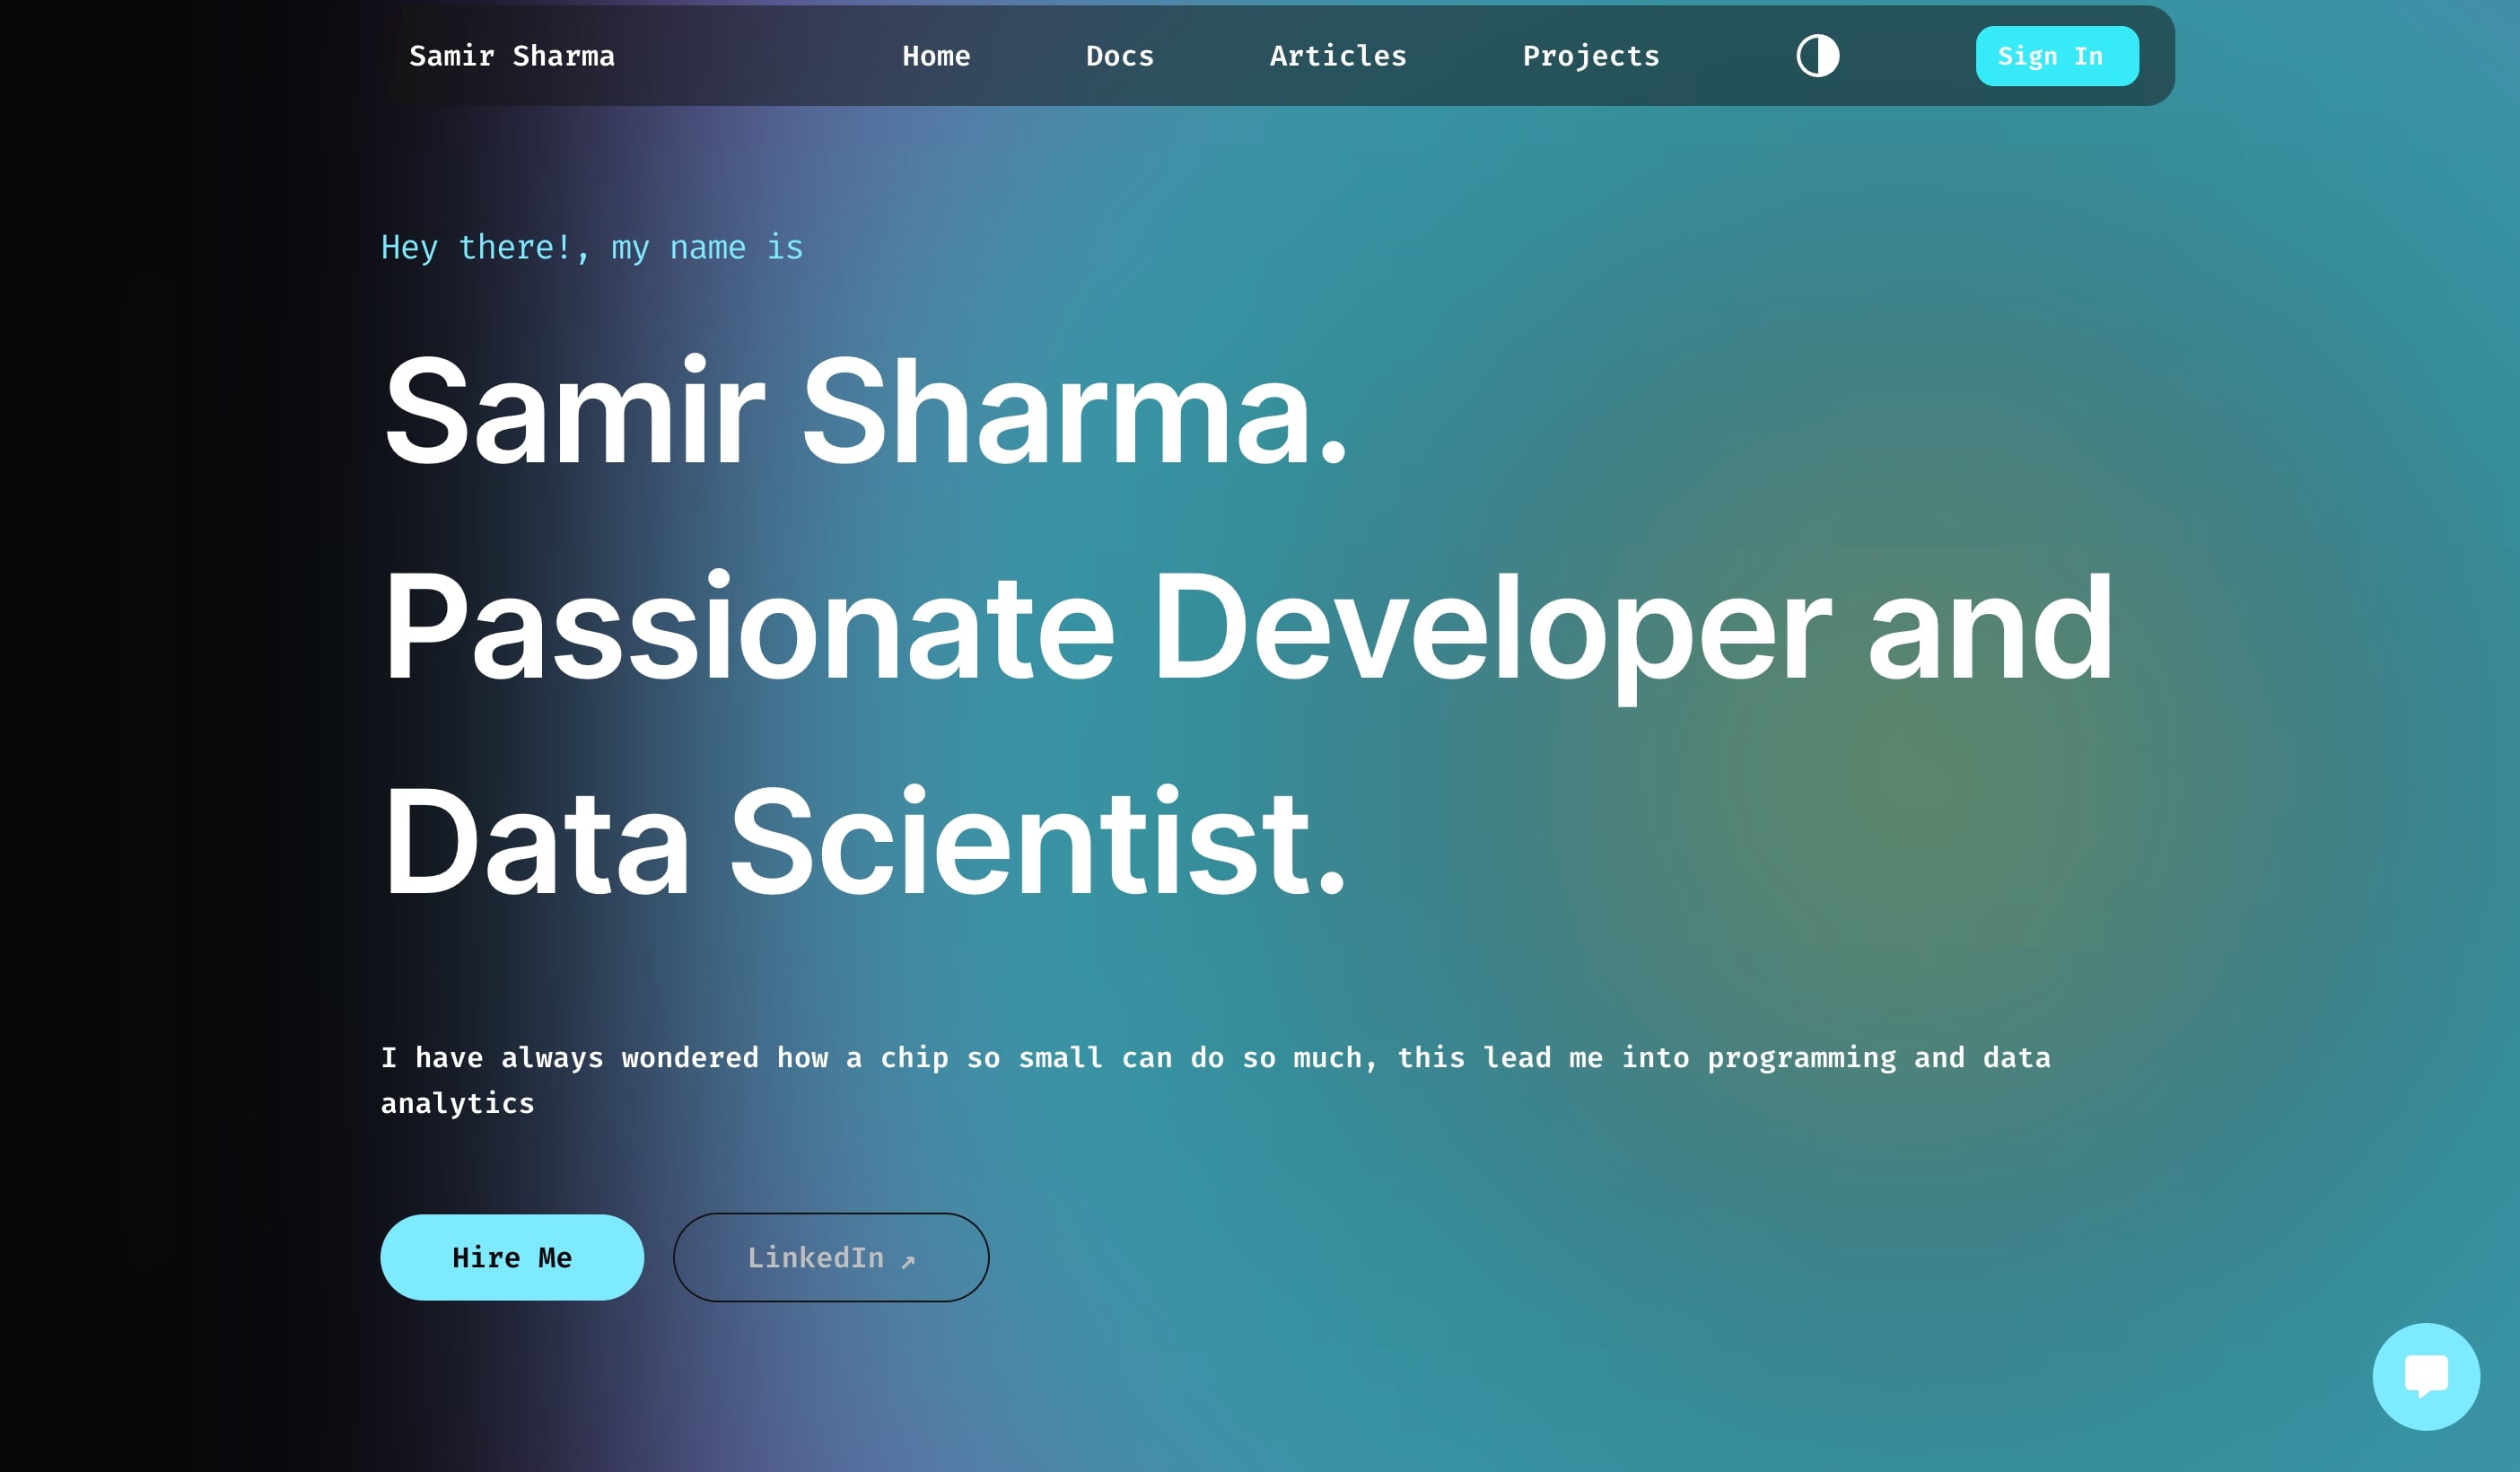 Samir Sharma Home Docs Articles Projects Sign In
Hey there!, my name is
Samir Sharma.
Passionate Developer and
Data Scientist.
I have always wondered how a chip so small can do so much, this lead me into programming and data
analytics
Hire Me LinkedIn ↗